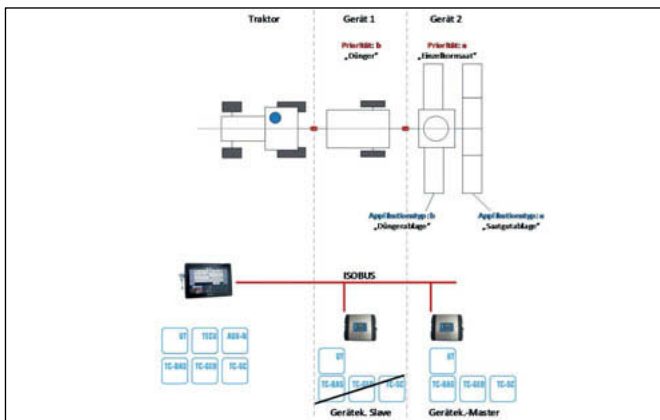 Traktor
Gerät 1
Gerät 2
Priorität: b
„Dünger“
Priorität: a
„Einzelkornsaat“
Applikationstyp: b
„Düngerablage“
Applikationstyp: a
„Saatgutablage“
ISOBUS
UT
TECU
AUX-N
TC-BAS
TC-GEO
TC-SC
UT
TC-BAS
TC-GEO
TC-SC
UT
TC-BAS
TC-GEO
TC-SC
Gerätek. Slave
Gerätek.-Master